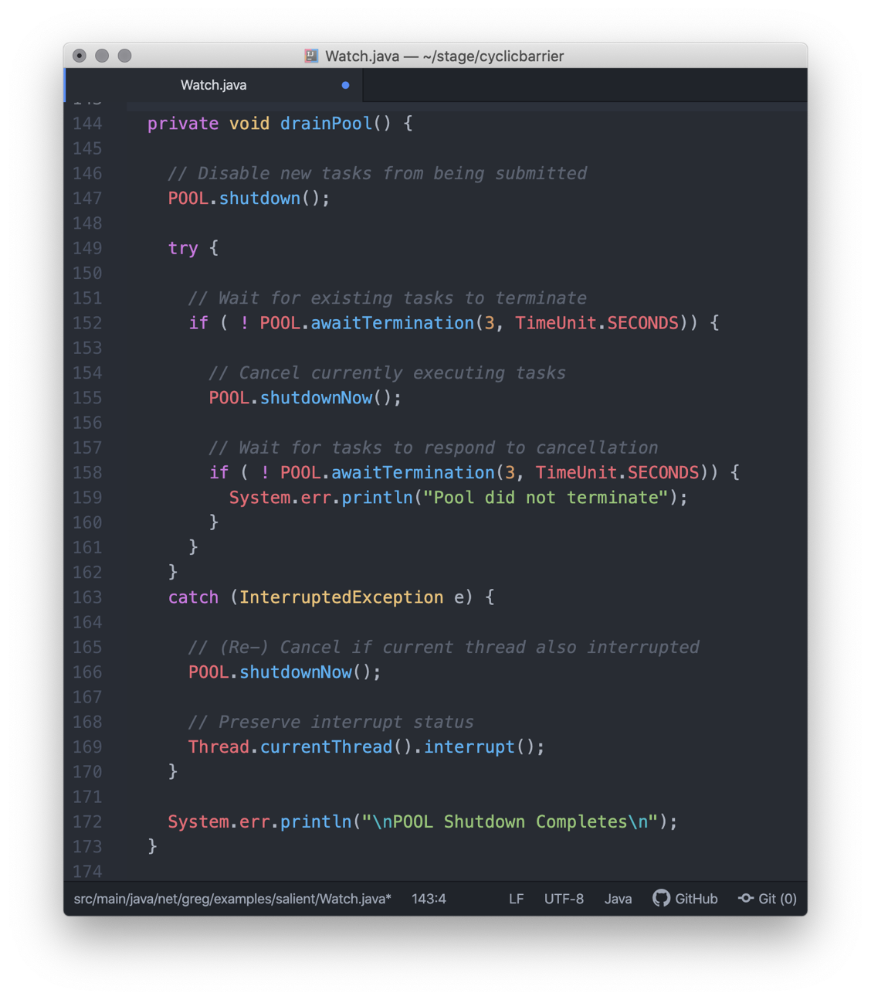 Watch.java — ~/stage/cyclicbarrier
Watch.java
144 private void drainPool() {
145
146 // Disable new tasks from being submitted
147 POOL.shutdown();
148
149 try {
150
151 // Wait for existing tasks to terminate
152 if ( ! POOL.awaitTermination(3, TimeUnit.SECONDS)) {
153
154 // Cancel currently executing tasks
155 POOL.shutdownNow();
156
157 // Wait for tasks to respond to cancellation
158 if ( ! POOL.awaitTermination(3, TimeUnit.SECONDS)) {
159 System.err.println("Pool did not terminate");
160 }
161 }
162 }
163 catch (InterruptedException e) {
164
165 // (Re-) Cancel if current thread also interrupted
166 POOL.shutdownNow();
167
168 // Preserve interrupt status
169 Thread.currentThread().interrupt();
170 }
171
172 System.err.println("\nPOOL Shutdown Completes\n");
173 }
174
src/main/java/net/greg/examples/salient/Watch.java* 143:4 LF UTF-8 Java GitHub Git (0)